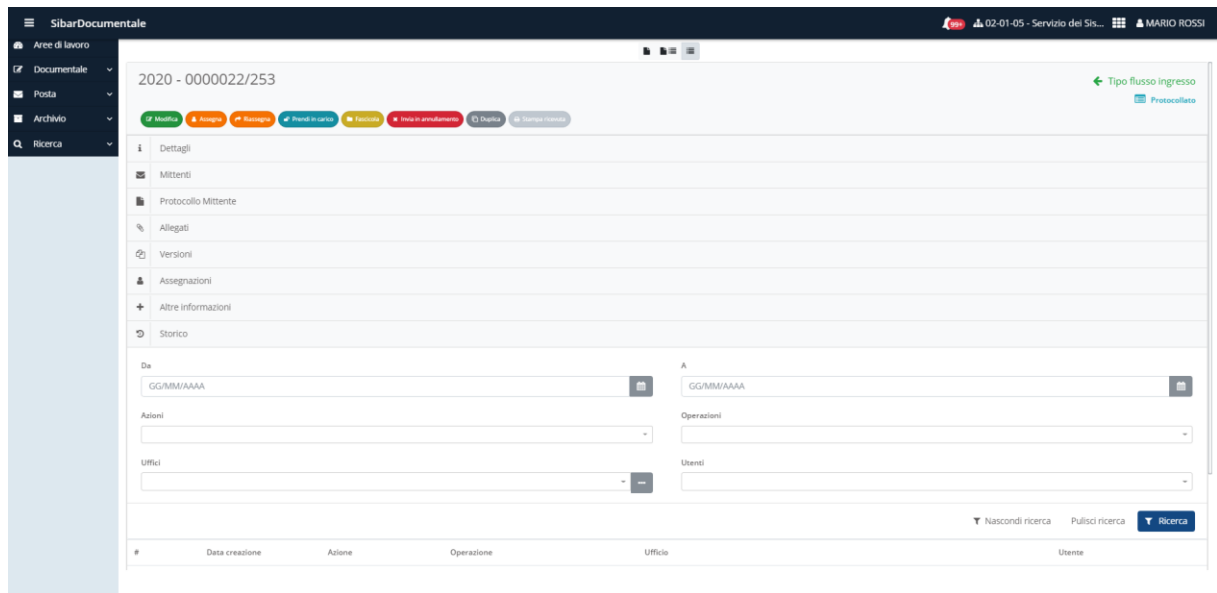 SibarDocumentale
99+ 02-01-05 - Servizio dei Sis... MARIO ROSSI
Aree di lavoro
Documentale
Posta
Archivio
Ricerca
2020 - 0000022/253
Tipo flusso ingresso
Protocollato
Modifica Assegna Riassegna Prendi in carico Fascicola Invia in annullamento Duplica Stampa ricevuta
Dettagli
Mittenti
Protocollo Mittente
Allegati
Versioni
Assegnazioni
Altre informazioni
Storico
Da A
GG/MM/AAAA GG/MM/AAAA
Azioni Operazioni
Uffici Utenti
Nascondi ricerca Pulisci ricerca Ricerca
# Data creazione Azione Operazione Ufficio Utente